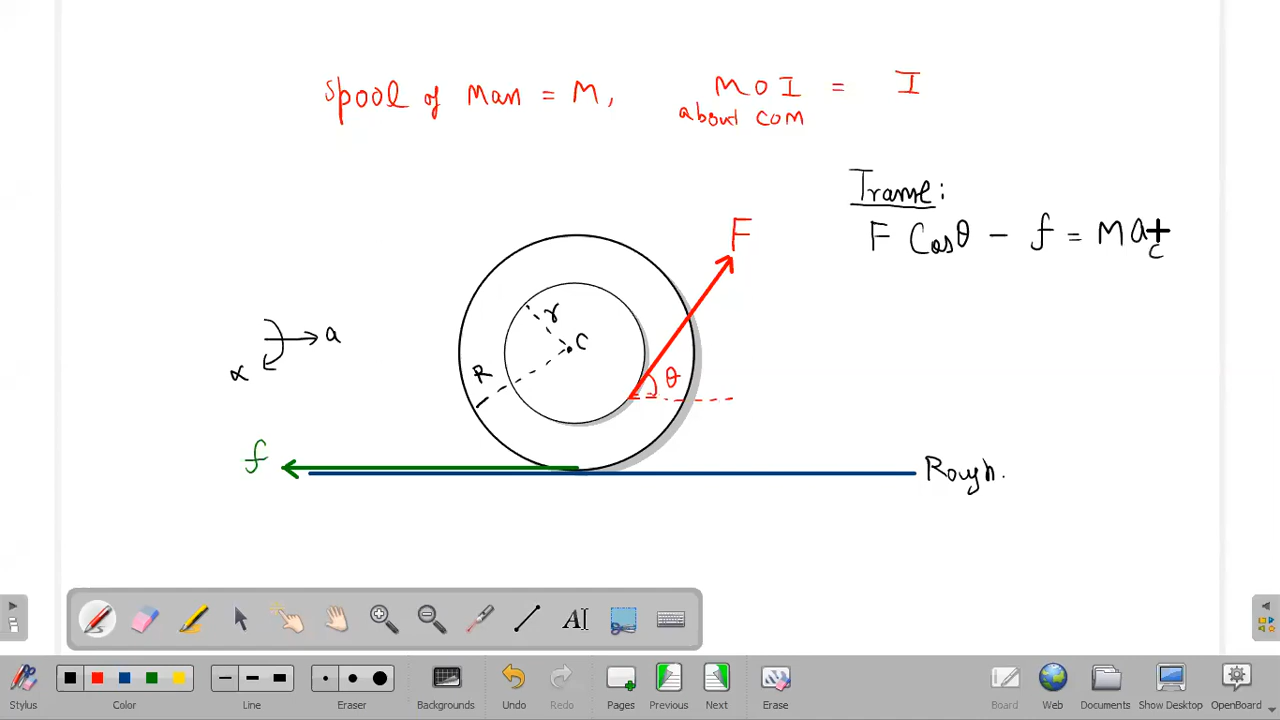 Spool of Mass = M,
MOI = I
about COM
Trans:
F Cosθ - f = Ma_c
F
r
C
R
θ
a
α
f
Rough.
Stylus
Color
Line
Eraser
Backgrounds
Undo
Redo
Pages
Previous
Next
Erase
Board
Web
Documents
Show Desktop
OpenBoard